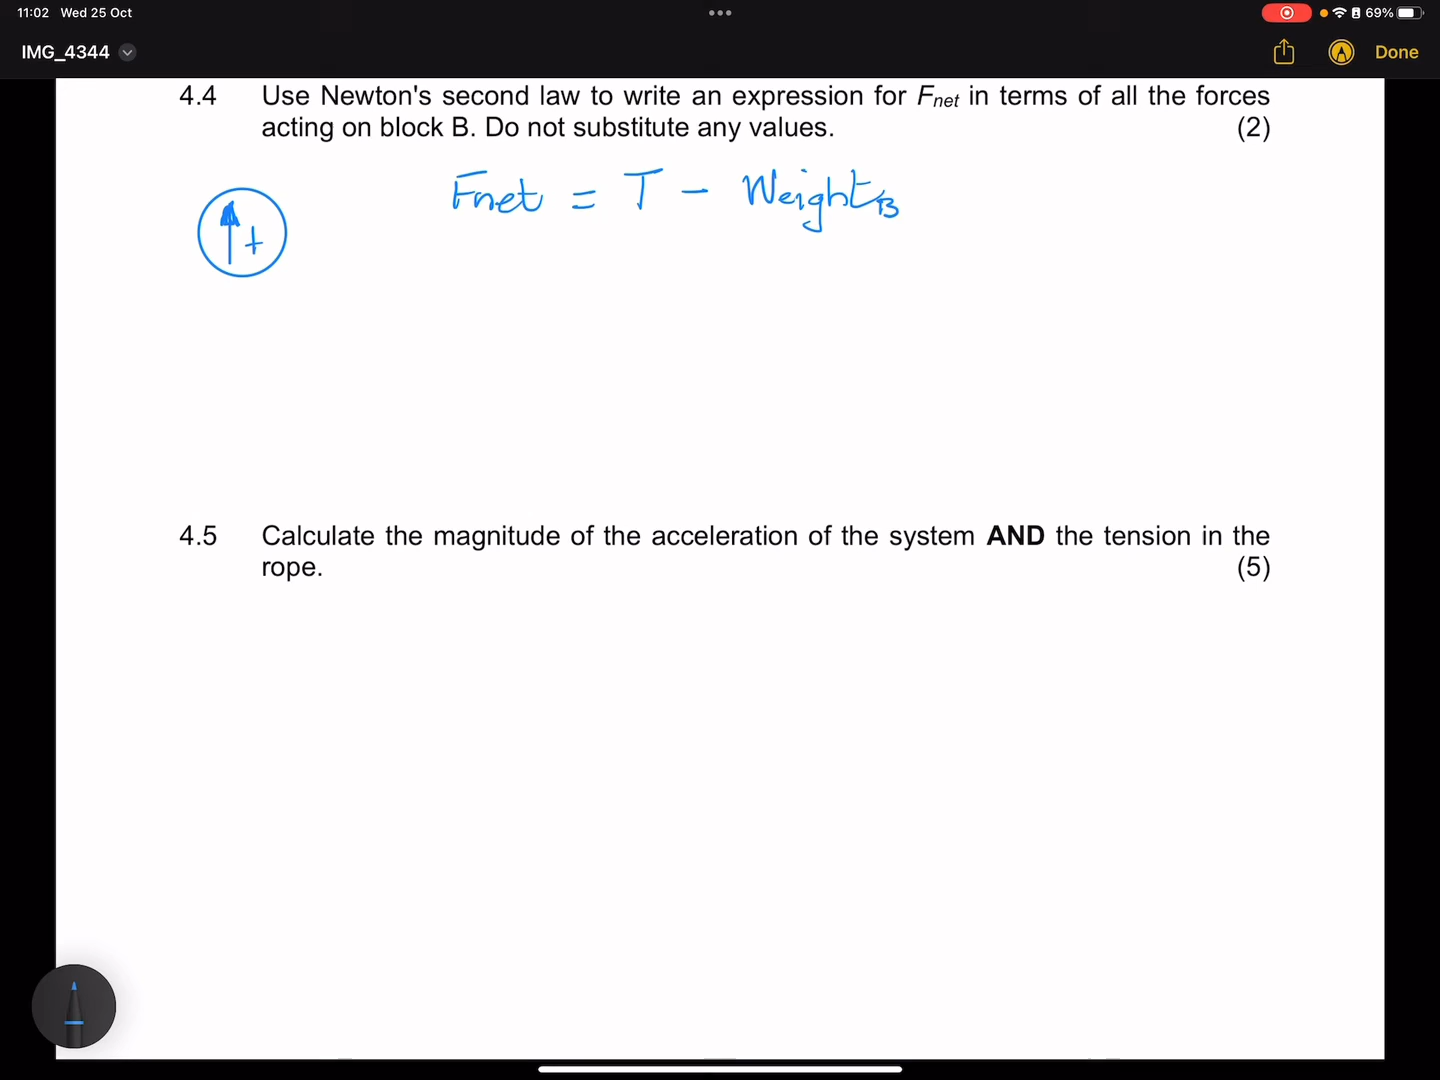 11:02 Wed 25 Oct
69%
IMG_4344
Done
4.4 Use Newton's second law to write an expression for Fnet in terms of all the forces
acting on block B. Do not substitute any values. (2)
Fnet = T - WeightB
+
4.5 Calculate the magnitude of the acceleration of the system AND the tension in the
rope. (5)